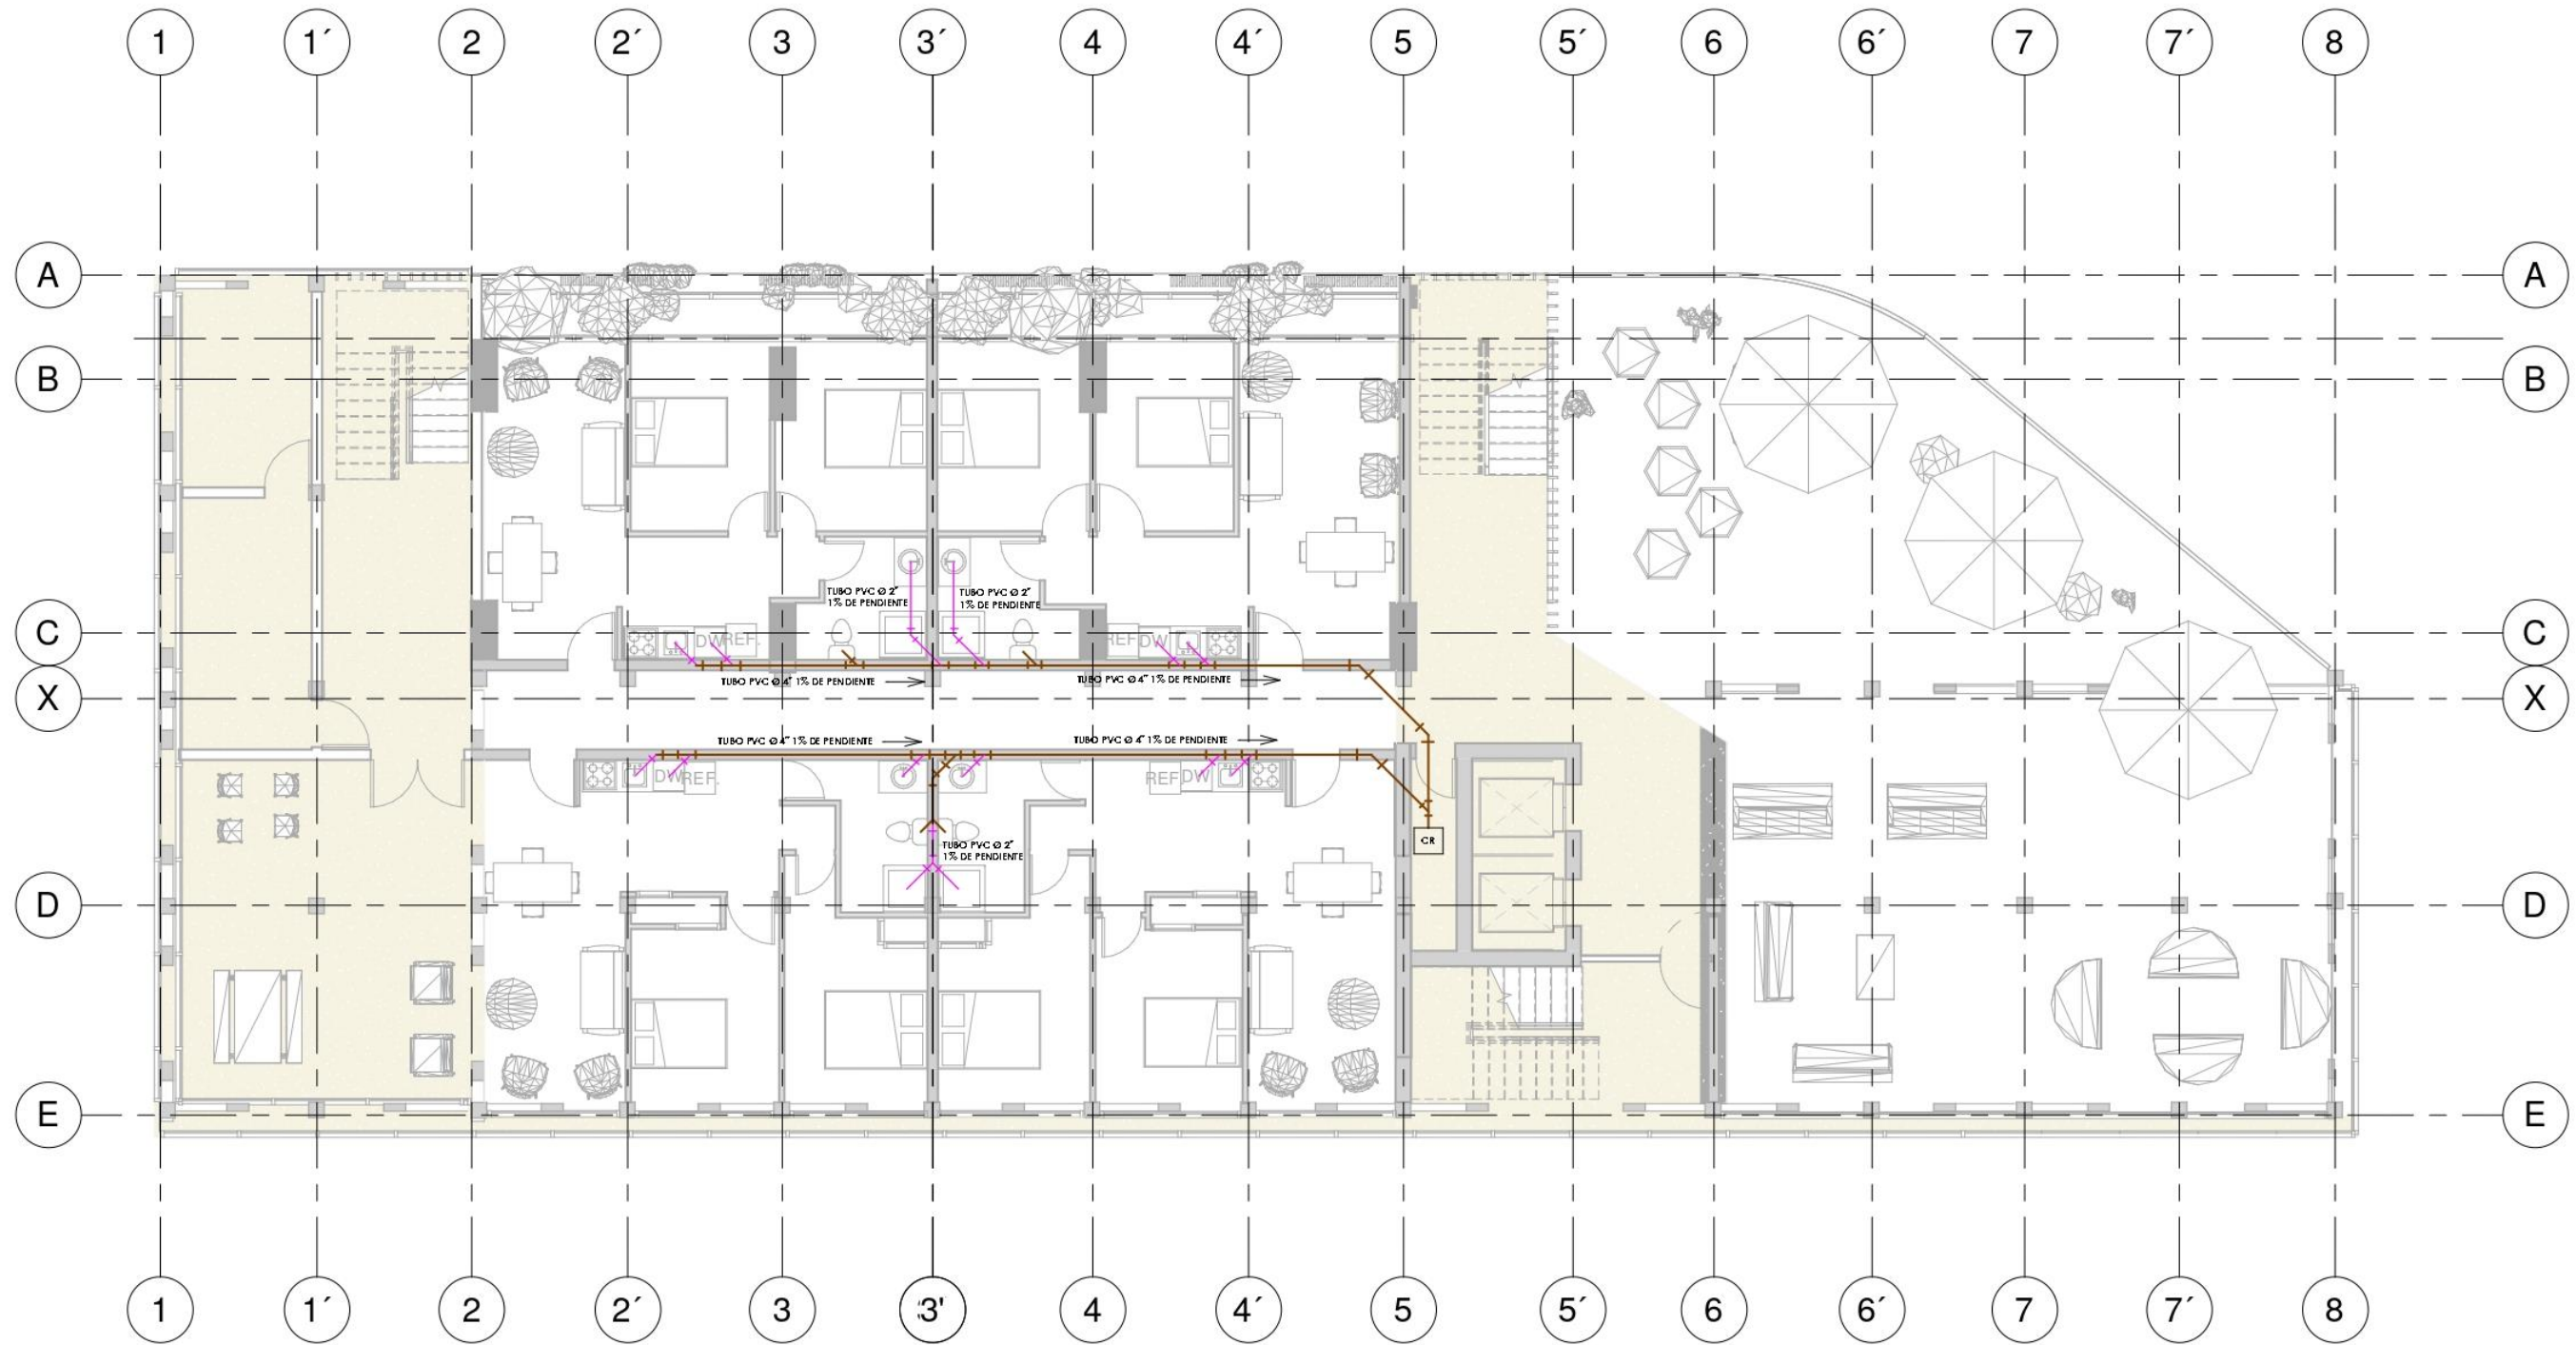 1 1´ 2 2´ 3 3´ 4 4´ 5 5´ 6 6´ 7 7´ 8
A A
B B
TUBO PVC Ø 2"
1% DE PENDIENTE
TUBO PVC Ø 2"
1% DE PENDIENTE
C C
DW REF.
REF DW
TUBO PVC Ø 4" 1% DE PENDIENTE
TUBO PVC Ø 4" 1% DE PENDIENTE
X X
TUBO PVC Ø 4" 1% DE PENDIENTE
TUBO PVC Ø 4" 1% DE PENDIENTE
DW REF.
REF DW
CR
TUBO PVC Ø 2"
1% DE PENDIENTE
D D
E E
1 1´ 2 2´ 3 3' 4 4´ 5 5´ 6 6´ 7 7´ 8